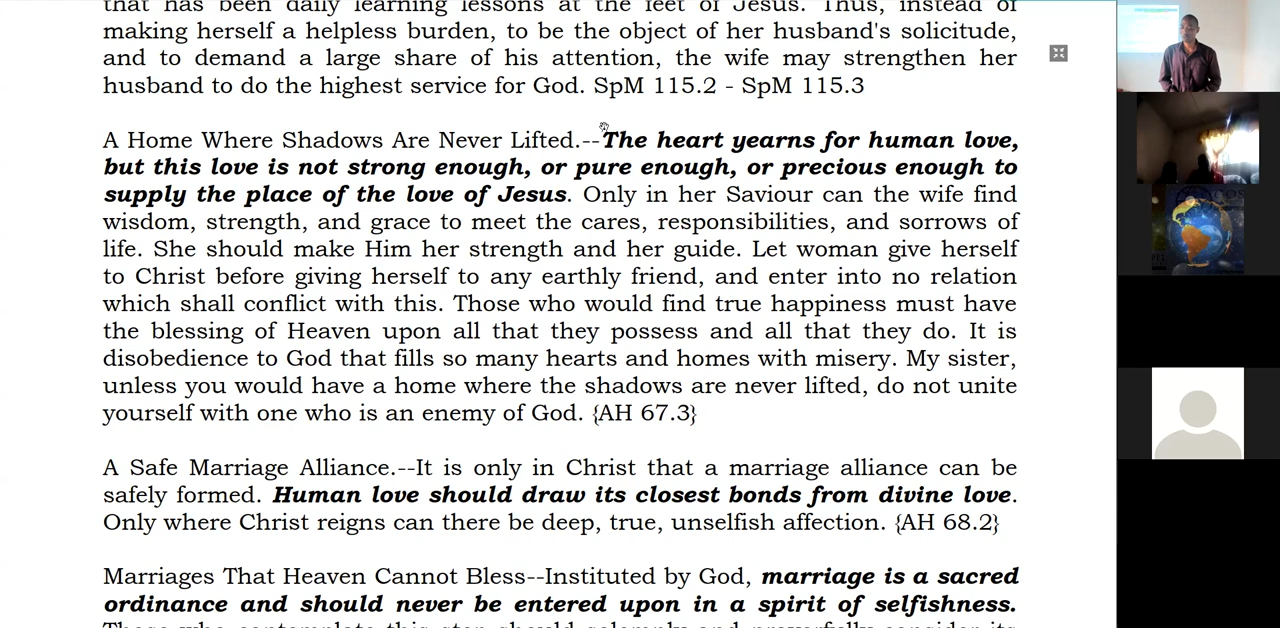 that has been daily learning lessons at the feet of Jesus. Thus, instead of
making herself a helpless burden, to be the object of her husband's solicitude,
and to demand a large share of his attention, the wife may strengthen her
husband to do the highest service for God. SpM 115.2 - SpM 115.3
A Home Where Shadows Are Never Lifted.--The heart yearns for human love,
but this love is not strong enough, or pure enough, or precious enough to
supply the place of the love of Jesus. Only in her Saviour can the wife find
wisdom, strength, and grace to meet the cares, responsibilities, and sorrows of
life. She should make Him her strength and her guide. Let woman give herself
to Christ before giving herself to any earthly friend, and enter into no relation
which shall conflict with this. Those who would find true happiness must have
the blessing of Heaven upon all that they possess and all that they do. It is
disobedience to God that fills so many hearts and homes with misery. My sister,
unless you would have a home where the shadows are never lifted, do not unite
yourself with one who is an enemy of God. {AH 67.3}
A Safe Marriage Alliance.--It is only in Christ that a marriage alliance can be
safely formed. Human love should draw its closest bonds from divine love.
Only where Christ reigns can there be deep, true, unselfish affection. {AH 68.2}
Marriages That Heaven Cannot Bless--Instituted by God, marriage is a sacred
ordinance and should never be entered upon in a spirit of selfishness.
Those who contemplate this step should solemnly and prayerfully consider its